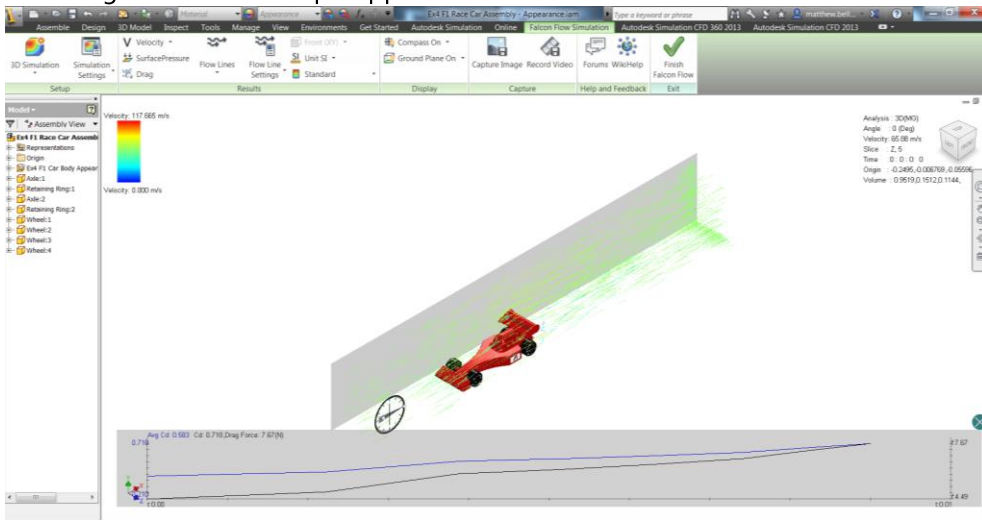 Material
Appearance
Ex4 F1 Race Car Assembly - Appearance.iam
Type a keyword or phrase
matthew.bell...
Assemble Design 3D Model Inspect Tools Manage View Environments Get Started Autodesk Simulation Online Falcon Flow Simulation Autodesk Simulation CFD 360 2013 Autodesk Simulation CFD 2013
3D Simulation
Simulation Settings
Velocity
SurfacePressure
Drag
Flow Lines
Flow Line Settings
Front (XY)
Unit SI
Standard
Compass On
Ground Plane On
Capture Image
Record Video
Forums
WikiHelp
Finish Falcon Flow
Setup Results Display Capture Help and Feedback Exit
Model
Assembly View
Ex4 F1 Race Car Assembl
Representations
Origin
Ex4 F1 Car Body Appear
Axle:1
Retaining Ring:1
Axle:2
Retaining Ring:2
Wheel:1
Wheel:2
Wheel:3
Wheel:4
Velocity: 117.665 m/s
Velocity: 0.000 m/s
Analysis : 3D(MG)
Angle : 0 (Deg)
Velocity: 65.88 m/s
Slice : Z, 5
Time : 0 : 0 : 0 : 0
Origin : -0.2495,-0.008769,-0.05596
Volume : 0.9519,0.1512,0.1144,
Avg Cd: 0.683 Cd: 0.718,Drag Force: 7.67(N)
0.718
7.67
4.49
t:0.00
t:0.01